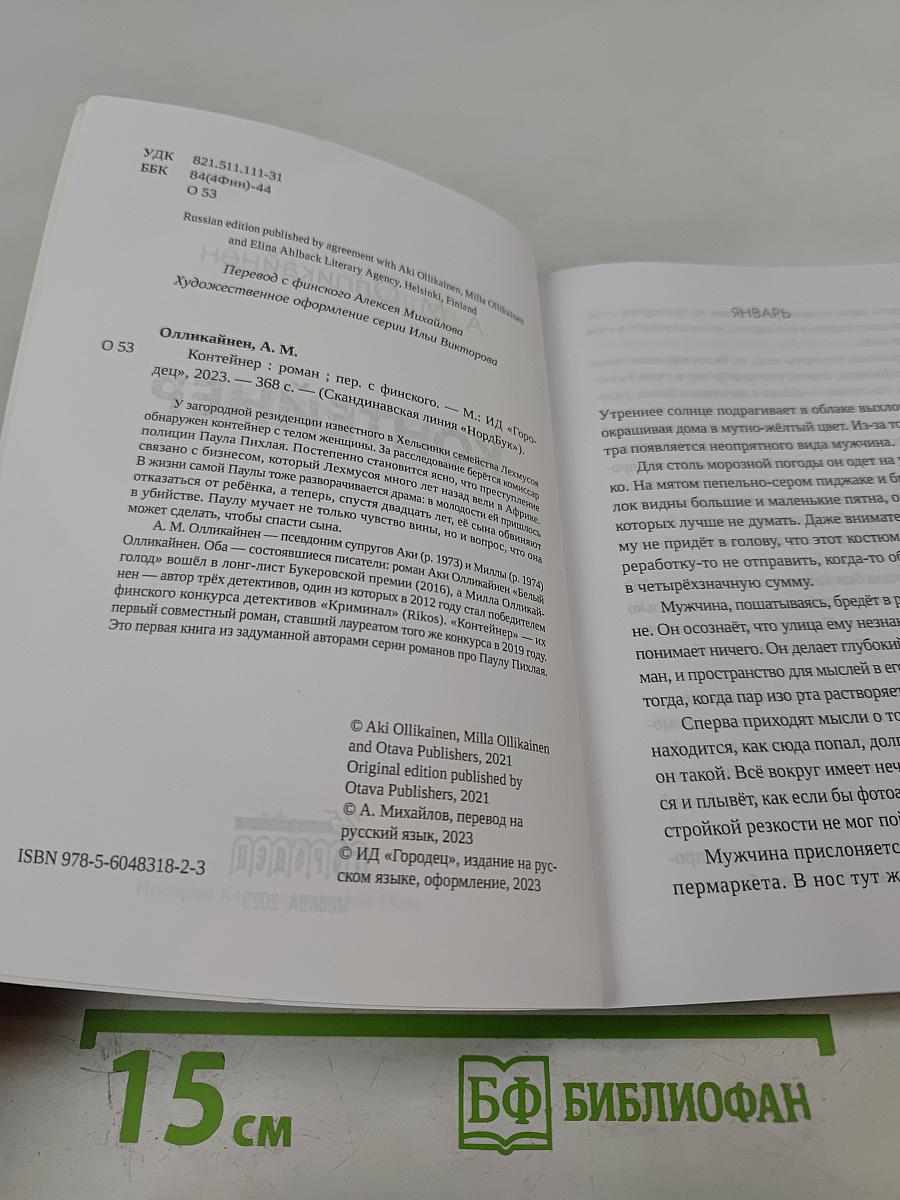 УДК 821.511.111-31
ББК 84(4Фин)-44
О 53
Russian edition published by agreement with Aki Ollikainen, Milla Ollikainen
and Elina Ahlback Literary Agency, Helsinki, Finland
Перевод с финского Алексея Михайлова
Художественное оформление серии Ильи Викторова
Олликайнен, А. М.
О 53 Контейнер : роман ; пер. с финского. — М.: ИД «Горо-
дец», 2023. — 368 с. — (Скандинавская линия «НордБук»).
У загородной резиденции известного в Хельсинки семейства Лехмусоя
обнаружен контейнер с телом женщины. За расследование берётся комиссар
полиции Паула Пихлая. Постепенно становится ясно, что преступление
связано с бизнесом, который Лехмусоя много лет назад вели в Африке.
В жизни самой Паулы тоже разворачивается драма: в молодости ей пришлось
отказаться от ребёнка, а теперь, спустя двадцать лет, её сына обвиняют
в убийстве. Паулу мучает не только чувство вины, но и вопрос, что она
может сделать, чтобы спасти сына.
А. М. Олликайнен — псевдоним супругов Аки (р. 1973) и Миллы (р. 1974)
Олликайнен. Оба — состоявшиеся писатели: роман Аки Олликайнен «Белый
голод» вошёл в лонг-лист Букеровской премии (2016), а Милла Олликай-
нен — автор трёх детективов, один из которых в 2012 году стал победителем
финского конкурса детективов «Криминал» (Rikos). «Контейнер» — их
первый совместный роман, ставший лауреатом того же конкурса в 2019 году.
Это первая книга из задуманной авторами серии романов про Паулу Пихлая.
© Aki Ollikainen, Milla Ollikainen
and Otava Publishers, 2021
Original edition published by
Otava Publishers, 2021
© А. Михайлов, перевод на
русский язык, 2023
© ИД «Городец», издание на рус-
ском языке, оформление, 2023
ISBN 978-5-6048318-2-3
ЯНВАРЬ
Утреннее солнце подрагивает в облаке выхло
окрашивая дома в мутно-жёлтый цвет. Из-за то
тра появляется неопрятного вида мужчина.
Для столь морозной погоды он одет на у
ко. На мятом пепельно-сером пиджаке и б
лок видны большие и маленькие пятна, о
которых лучше не думать. Даже внимате
му не придёт в голову, что этот костюм
реработку-то не отправить, когда-то об
в четырёхзначную сумму.
Мужчина, пошатываясь, бредёт в р
не. Он осознаёт, что улица ему незна
понимает ничего. Он делает глубокий
ман, и пространство для мыслей в его
тогда, когда пар изо рта растворяет
Сперва приходят мысли о то
находится, как сюда попал, долг
он такой. Всё вокруг имеет неч
ся и плывёт, как если бы фотоа
стройкой резкости не мог пой
Мужчина прислоняетс
пермаркета. В нос тут ж
15 см
БФ БИБЛИОФАН